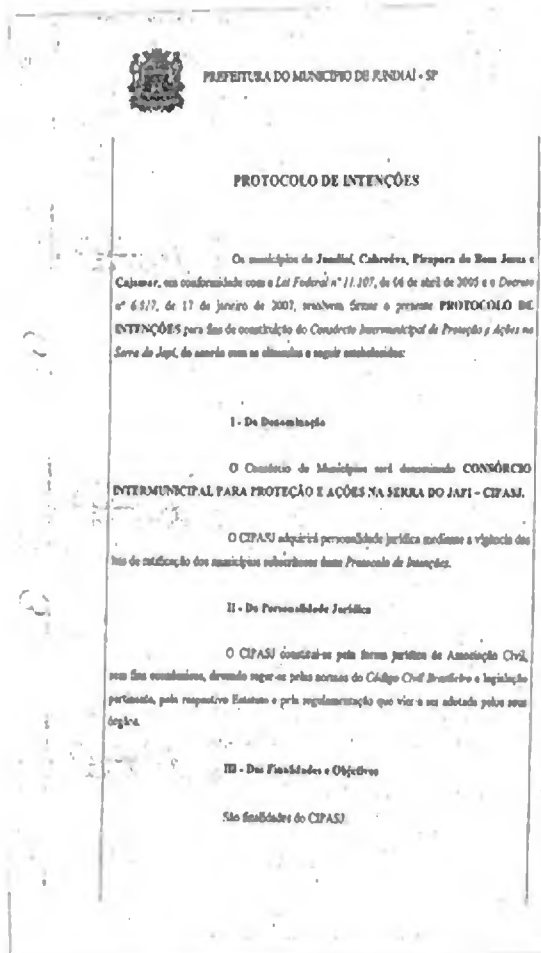 PREFEITURA DO MUNICÍPIO DE JUNDIAÍ - SP
PROTOCOLO DE INTENÇÕES
Os municípios de Jundiaí, Cabreúva, Pirapora do Bom Jesus e
Cajamar, em conformidade com a Lei Federal nº 11.107, de 06 de abril de 2005 e o Decreto
nº 6.017, de 17 de janeiro de 2007, resolvem firmar o presente PROTOCOLO DE
INTENÇÕES para fins de constituição do Consórcio Intermunicipal de Proteção e Ações na
Serra do Japi, de acordo com as cláusulas a seguir estabelecidas:
I - Da Denominação
O Consórcio de Municípios será denominado CONSÓRCIO
INTERMUNICIPAL PARA PROTEÇÃO E AÇÕES NA SERRA DO JAPI - CIPASJ.
O CIPASJ adquirirá personalidade jurídica mediante a vigência das
leis de ratificação dos municípios subscritores deste Protocolo de Intenções.
II - Da Personalidade Jurídica
O CIPASJ constitui-se pela forma jurídica de Associação Civil,
sem fins econômicos, devendo reger-se pelas normas do Código Civil Brasileiro e legislação
pertinente, pelo respectivo Estatuto e pela regulamentação que vier a ser adotada pelos seus
órgãos.
III - Das Finalidades e Objetivos
São finalidades do CIPASJ